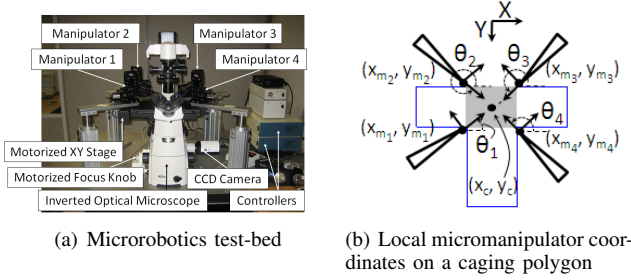 Manipulator 2
Manipulator 3
Manipulator 1
Manipulator 4
Motorized XY Stage
Motorized Focus Knob
CCD Camera
Inverted Optical Microscope
Controllers
(a) Microrobotics test-bed
X
Y
θ2
θ3
(xm2, ym2)
(xm3, ym3)
θ4
(xm1, ym1)
θ1
(xm4, ym4)
(xc, yc)
(b) Local micromanipulator coor-
dinates on a caging polygon